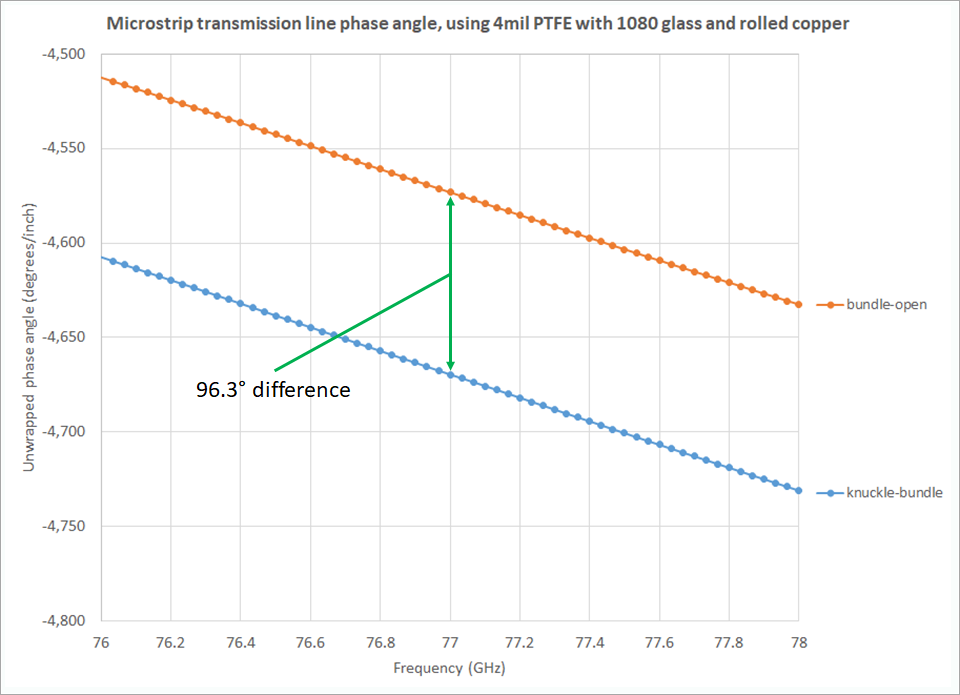 Microstrip transmission line phase angle, using 4mil PTFE with 1080 glass and rolled copper
Unwrapped phase angle (degrees/inch)
-4,500
-4,550
-4,600
-4,650
-4,700
-4,750
-4,800
96.3° difference
bundle-open
knuckle-bundle
76 76.2 76.4 76.6 76.8 77 77.2 77.4 77.6 77.8 78
Frequency (GHz)